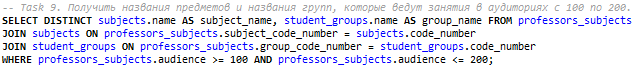 -- Task 9. Получить названия предметов и названия групп, которые ведут занятия в аудиториях с 100 по 200.
SELECT DISTINCT subjects.name AS subject_name, student_groups.name AS group_name FROM professors_subjects
JOIN subjects ON professors_subjects.subject_code_number = subjects.code_number
JOIN student_groups ON professors_subjects.group_code_number = student_groups.code_number
WHERE professors_subjects.audience >= 100 AND professors_subjects.audience <= 200;